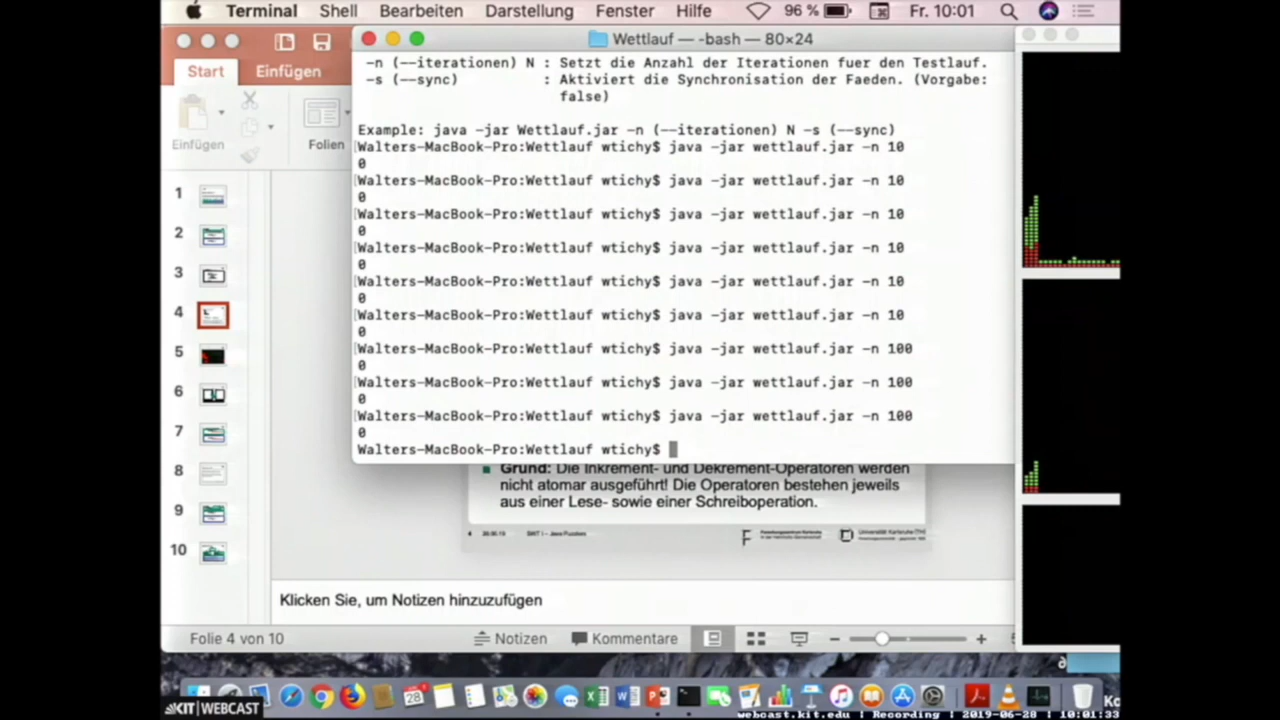 Terminal Shell Bearbeiten Darstellung Fenster Hilfe 96 % Fr. 10:01
Wettlauf — -bash — 80×24
Start Einfügen
Einfügen
Folien
-n (--iterationen) N : Setzt die Anzahl der Iterationen fuer den Testlauf.
-s (--sync) : Aktiviert die Synchronisation der Faeden. (Vorgabe:
false)
Example: java -jar Wettlauf.jar -n (--iterationen) N -s (--sync)
[Walters-MacBook-Pro:Wettlauf wtichy$ java -jar wettlauf.jar -n 10
0
[Walters-MacBook-Pro:Wettlauf wtichy$ java -jar wettlauf.jar -n 10
0
[Walters-MacBook-Pro:Wettlauf wtichy$ java -jar wettlauf.jar -n 10
0
[Walters-MacBook-Pro:Wettlauf wtichy$ java -jar wettlauf.jar -n 10
0
[Walters-MacBook-Pro:Wettlauf wtichy$ java -jar wettlauf.jar -n 10
0
[Walters-MacBook-Pro:Wettlauf wtichy$ java -jar wettlauf.jar -n 10
0
[Walters-MacBook-Pro:Wettlauf wtichy$ java -jar wettlauf.jar -n 100
0
[Walters-MacBook-Pro:Wettlauf wtichy$ java -jar wettlauf.jar -n 100
0
[Walters-MacBook-Pro:Wettlauf wtichy$ java -jar wettlauf.jar -n 100
0
Walters-MacBook-Pro:Wettlauf wtichy$
1
2
3
4
5
6
7
8
9
10
Grund: Die Inkrement- und Dekrement-Operatoren werden
nicht atomar ausgeführt! Die Operatoren bestehen jeweils
aus einer Lese- sowie einer Schreiboperation.
4 SWT I – Java Puzzlers Forschungszentrum Karlsruhe Universität Karlsruhe (TH)
Klicken Sie, um Notizen hinzuzufügen
Folie 4 von 10 Notizen Kommentare
28
KIT WEBCAST
webcast.kit.edu | Recording | 2019-06-28 | 10:01:33